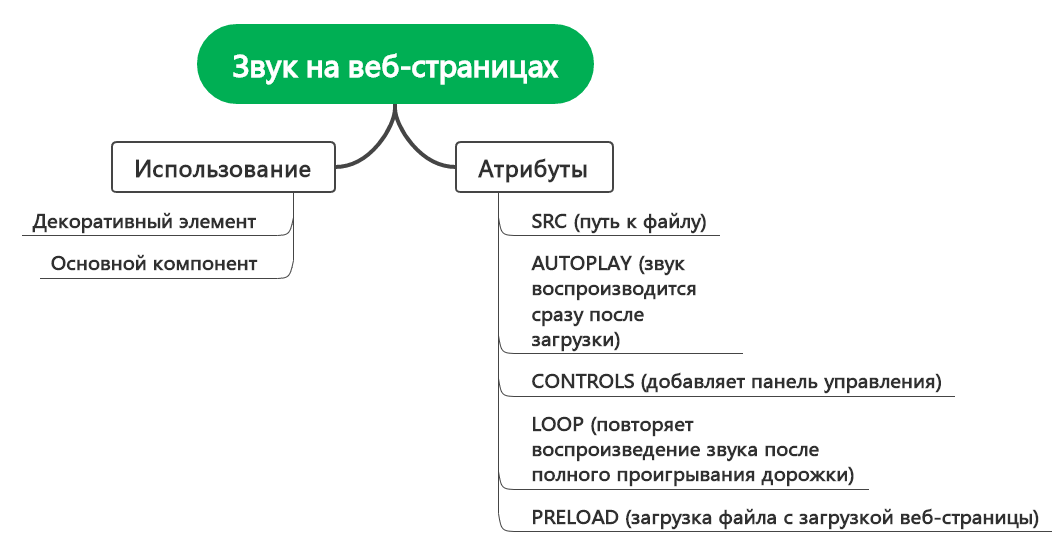 Звук на веб-страницах
Использование
Декоративный элемент
Основной компонент
Атрибуты
SRC (путь к файлу)
AUTOPLAY (звук
воспроизводится
сразу после
загрузки)
CONTROLS (добавляет панель управления)
LOOP (повторяет
воспроизведение звука после
полного проигрывания дорожки)
PRELOAD (загрузка файла с загрузкой веб-страницы)